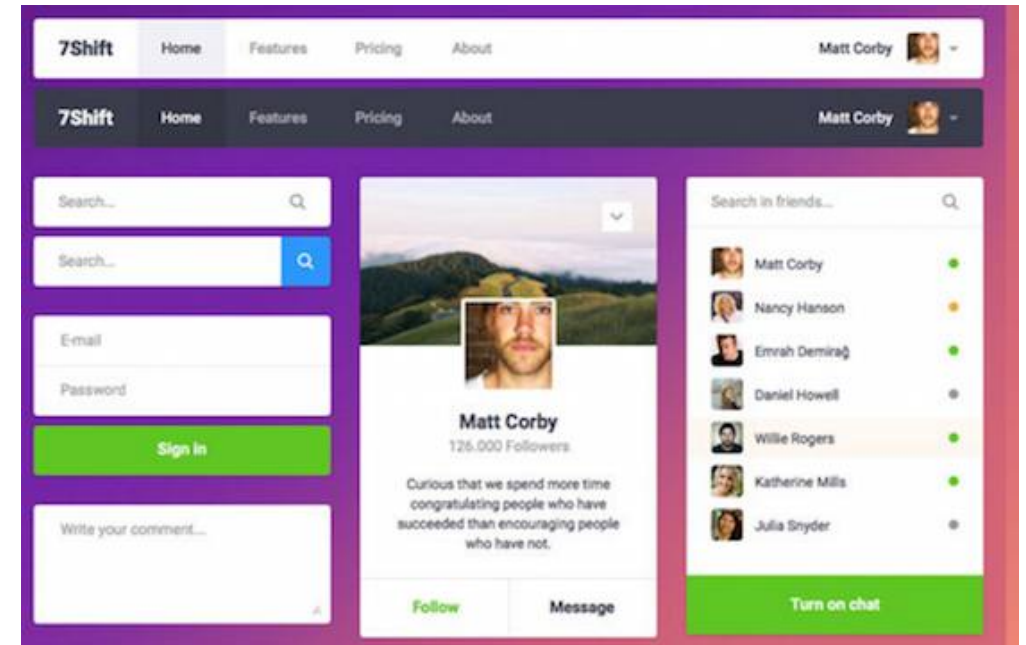 7Shift Home Features Pricing About Matt Corby
7Shift Home Features Pricing About Matt Corby
Search...
Search...
E-mail
Password
Sign in
Write your comment...
Matt Corby
126.000 Followers
Curious that we spend more time
congratulating people who have
succeeded than encouraging people
who have not.
Follow Message
Search in friends...
Matt Corby
Nancy Hanson
Emrah Demirağ
Daniel Howell
Willie Rogers
Katherine Mills
Julia Snyder
Turn on chat